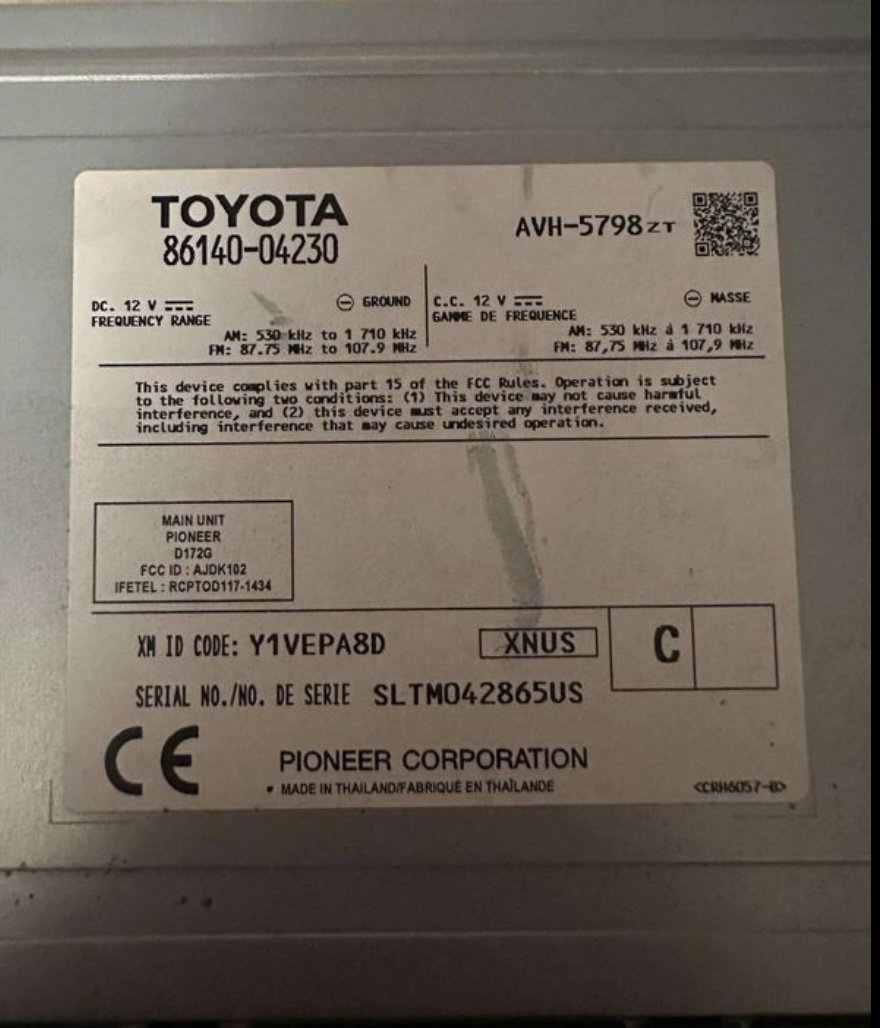 TOYOTA
86140-04230
AVH-5798ZT
DC. 12 V
GROUND
FREQUENCY RANGE
AM: 530 kHz to 1 710 kHz
FM: 87.75 MHz to 107.9 MHz
C.C. 12 V
MASSE
GAMME DE FREQUENCE
AM: 530 kHz á 1 710 kHz
FM: 87,75 MHz á 107,9 MHz
This device complies with part 15 of the FCC Rules. Operation is subject
to the following two conditions: (1) This device may not cause harmful
interference, and (2) this device must accept any interference received,
including interference that may cause undesired operation.
MAIN UNIT
PIONEER
D172G
FCC ID : AJDK102
IFETEL : RCPTOD117-1434
XM ID CODE: Y1VEPA8D
XNUS
C
SERIAL NO./NO. DE SERIE SLTM042865US
CE
PIONEER CORPORATION
• MADE IN THAILAND/FABRIQUÉ EN THAÏLANDE
<CRH6057-B>